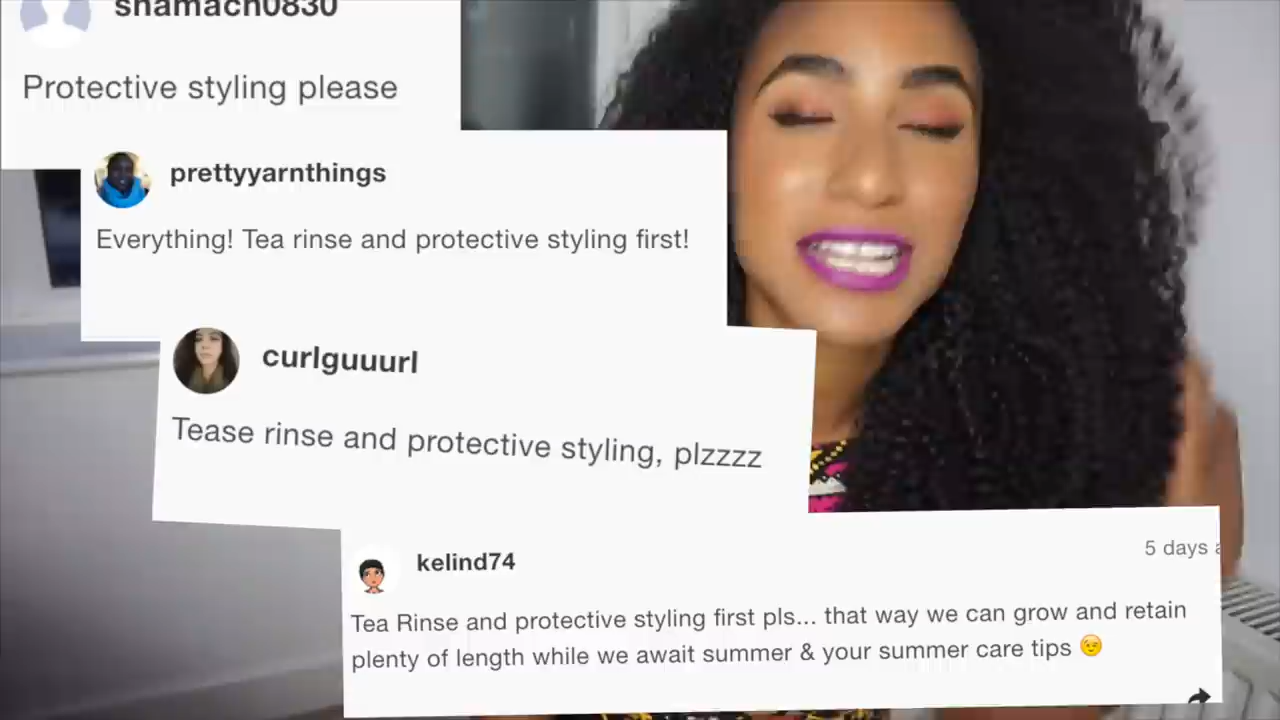 shamach0830
Protective styling please
prettyyarnthings
Everything! Tea rinse and protective styling first!
curlguuurl
Tease rinse and protective styling, plzzzz
kelind74
5 days
Tea Rinse and protective styling first pls... that way we can grow and retain
plenty of length while we await summer & your summer care tips 😉